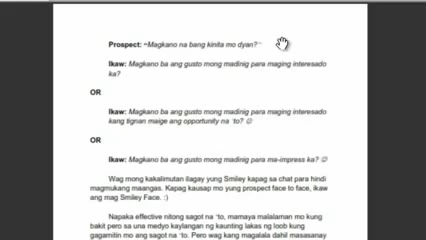 Prospect: "Magkano na bang kinita mo dyan?"
Ikaw: Magkano ba ang gusto mong madinig para maging interesado
ka?
OR
Ikaw: Magkano ba ang gusto mong madinig para maging interesado
kang tignan maige ang opportunity na 'to? ☺
OR
Ikaw: Magkano ba ang gusto mong madinig para ma-impress ka? ☺
Wag mong kakalimutan ilagay yung Smiley kapag sa chat para hindi
magmukang maangas. Kapag kausap mo yung prospect face to face, ikaw
ang mag Smiley Face. :)
Napaka effective nitong sagot na 'to, mamaya malalaman mo kung
bakit pero sa una medyo kaylangan ng kaunting lakas ng loob kung
gagamitin mo ang sagot na 'to. Pero wag kang magalala dahil masasanay